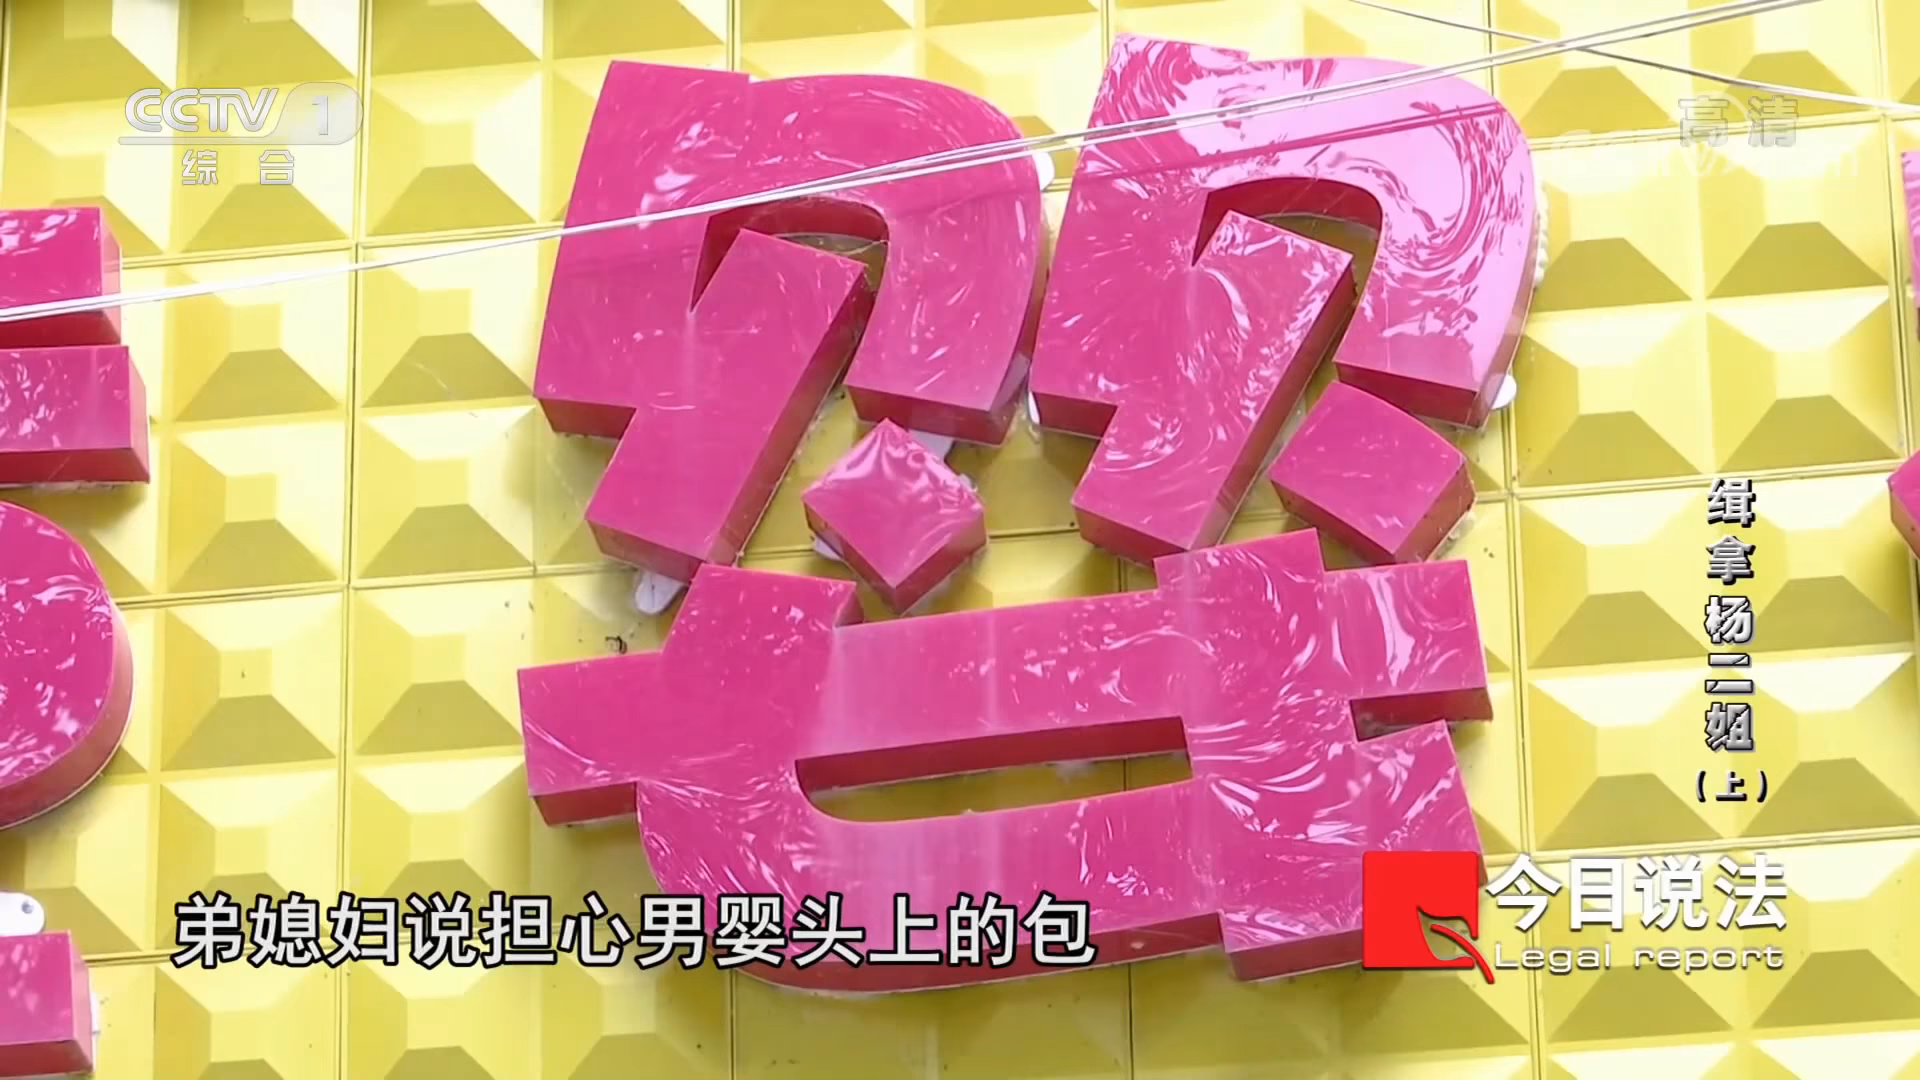 CCTV 1
综合
高清
婴
缉拿杨二姐
(上)
弟媳妇说担心男婴头上的包
今日说法
Legal report